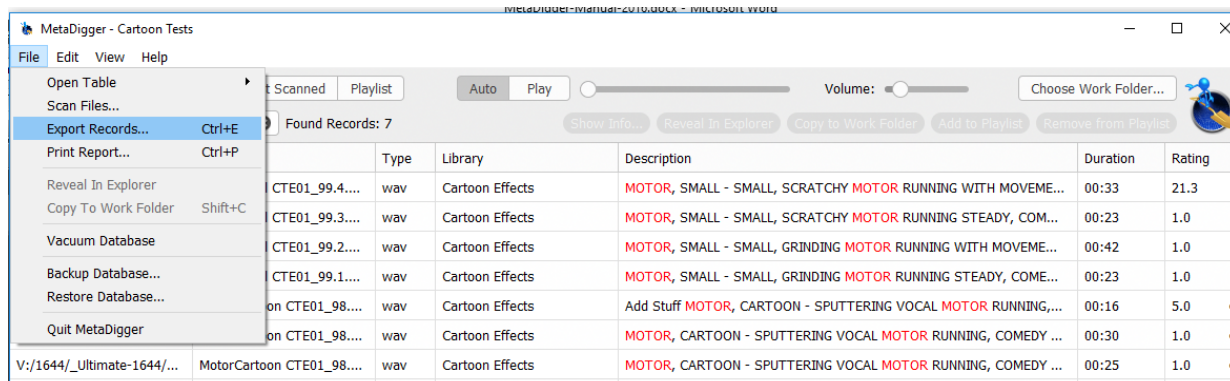 MetaDigger-Manual-2016.docx - Microsoft Word
MetaDigger - Cartoon Tests
File Edit View Help
Open Table
Scan Files...
Export Records... Ctrl+E
Print Report... Ctrl+P
Reveal In Explorer
Copy To Work Folder Shift+C
Vacuum Database
Backup Database...
Restore Database...
Quit MetaDigger
Scanned Playlist Auto Play Volume: Choose Work Folder...
Found Records: 7 Show Info... Reveal In Explorer Copy to Work Folder Add to Playlist Remove from Playlist
Type Library Description Duration Rating
CTE01_99.4.... wav Cartoon Effects MOTOR, SMALL - SMALL, SCRATCHY MOTOR RUNNING WITH MOVEME... 00:33 21.3
CTE01_99.3.... wav Cartoon Effects MOTOR, SMALL - SMALL, SCRATCHY MOTOR RUNNING STEADY, COM... 00:23 1.0
CTE01_99.2.... wav Cartoon Effects MOTOR, SMALL - SMALL, GRINDING MOTOR RUNNING WITH MOVEME... 00:42 1.0
CTE01_99.1.... wav Cartoon Effects MOTOR, SMALL - SMALL, GRINDING MOTOR RUNNING STEADY, COME... 00:23 1.0
on CTE01_98.... wav Cartoon Effects Add Stuff MOTOR, CARTOON - SPUTTERING VOCAL MOTOR RUNNING,... 00:16 5.0
on CTE01_98.... wav Cartoon Effects MOTOR, CARTOON - SPUTTERING VOCAL MOTOR RUNNING, COMEDY ... 00:30 1.0
V:/1644/_Ultimate-1644/... MotorCartoon CTE01_98.... wav Cartoon Effects MOTOR, CARTOON - SPUTTERING VOCAL MOTOR RUNNING, COMEDY ... 00:25 1.0